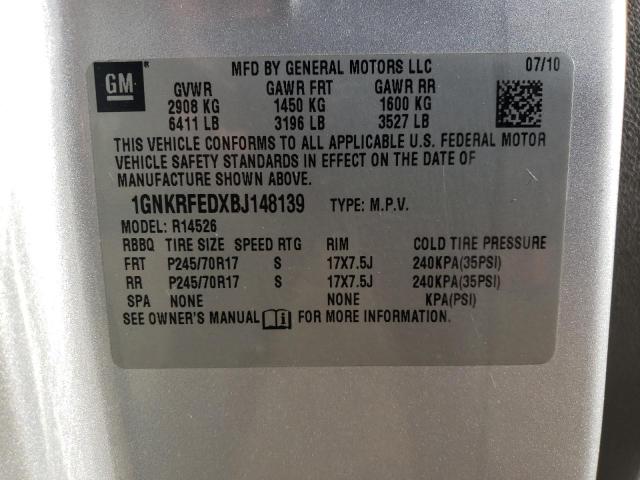 GM ® MFD BY GENERAL MOTORS LLC 07/10
GVWR GAWR FRT GAWR RR
2908 KG 1450 KG 1600 KG
6411 LB 3196 LB 3527 LB
THIS VEHICLE CONFORMS TO ALL APPLICABLE U.S. FEDERAL MOTOR
VEHICLE SAFETY STANDARDS IN EFFECT ON THE DATE OF
MANUFACTURE SHOWN ABOVE.
1GNKRFEDXBJ148139 TYPE: M.P.V.
MODEL: R14526
RBBQ TIRE SIZE SPEED RTG RIM COLD TIRE PRESSURE
FRT P245/70R17 S 17X7.5J 240KPA(35PSI)
RR P245/70R17 S 17X7.5J 240KPA(35PSI)
SPA NONE NONE KPA(PSI)
SEE OWNER'S MANUAL i FOR MORE INFORMATION.